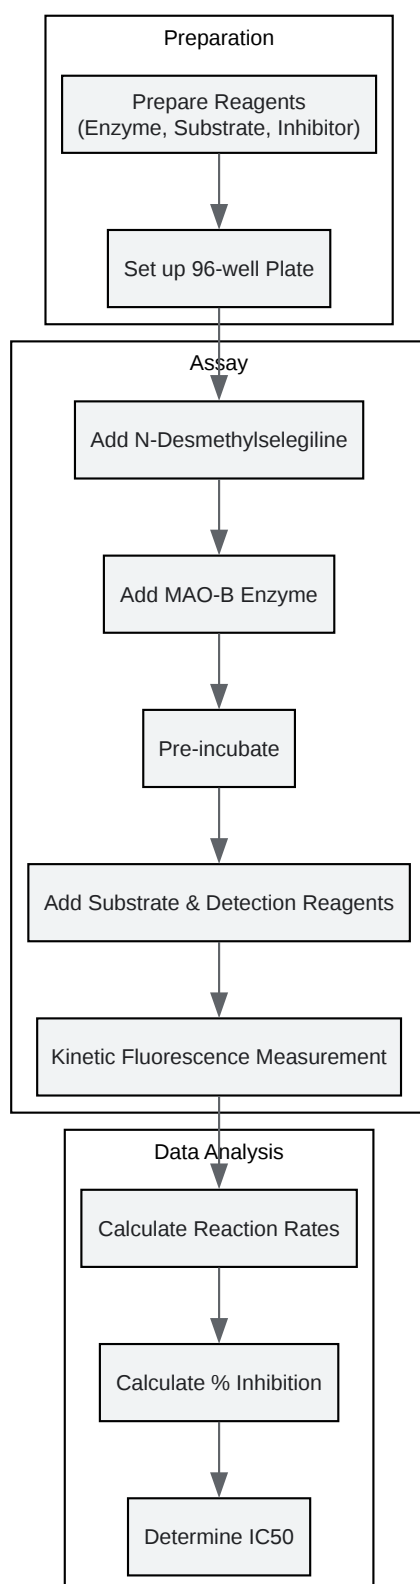 Preparation
Prepare Reagents
(Enzyme, Substrate, Inhibitor)
Set up 96-well Plate
Assay
Add N-Desmethylselegiline
Add MAO-B Enzyme
Pre-incubate
Add Substrate & Detection Reagents
Kinetic Fluorescence Measurement
Data Analysis
Calculate Reaction Rates
Calculate % Inhibition
Determine IC50